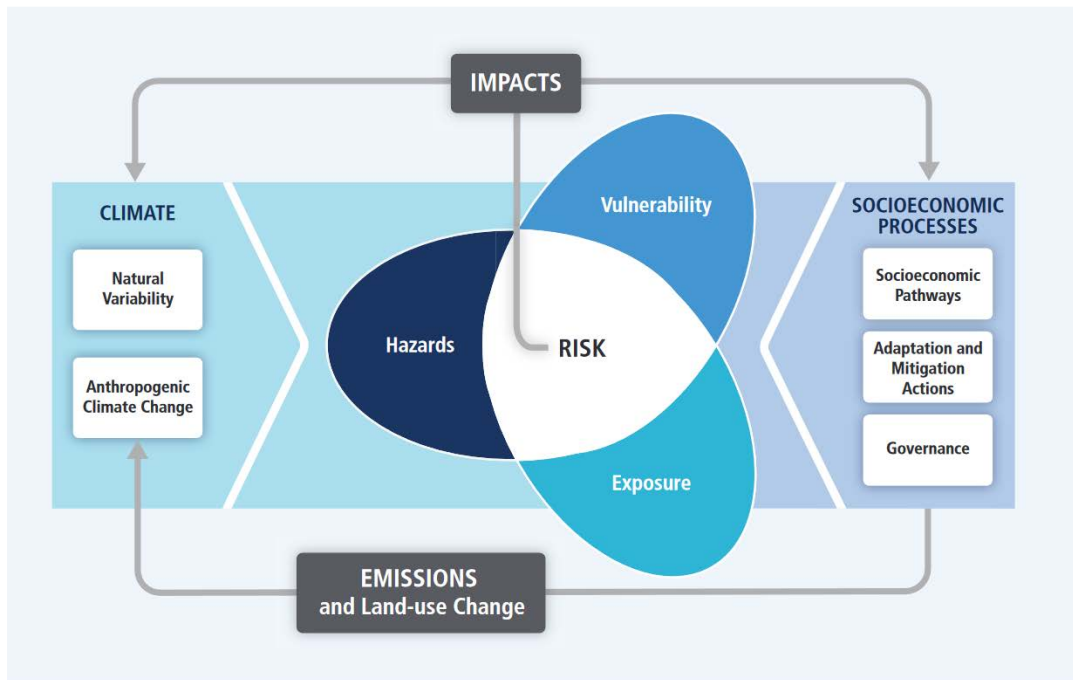 IMPACTS
CLIMATE
Natural
Variability
Anthropogenic
Climate Change
Vulnerability
Hazards
RISK
Exposure
SOCIOECONOMIC
PROCESSES
Socioeconomic
Pathways
Adaptation and
Mitigation
Actions
Governance
EMISSIONS
and Land-use Change